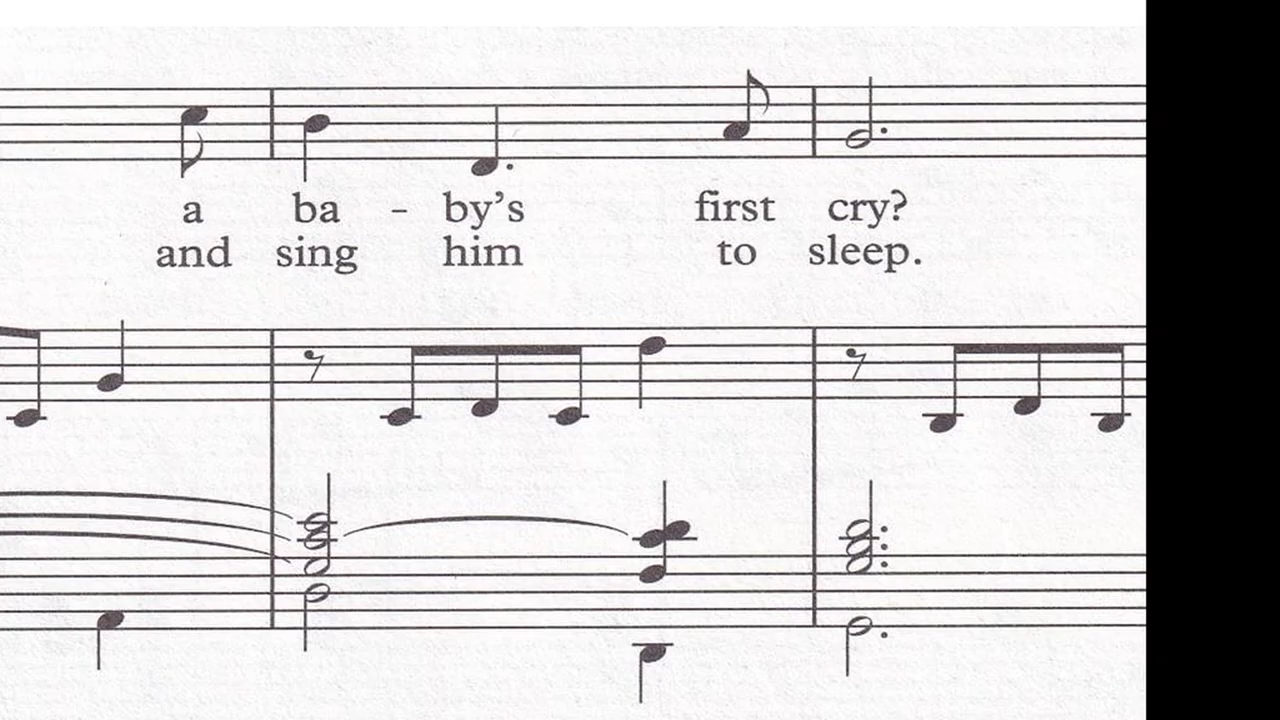 a ba - by's first cry?
and sing him to sleep.